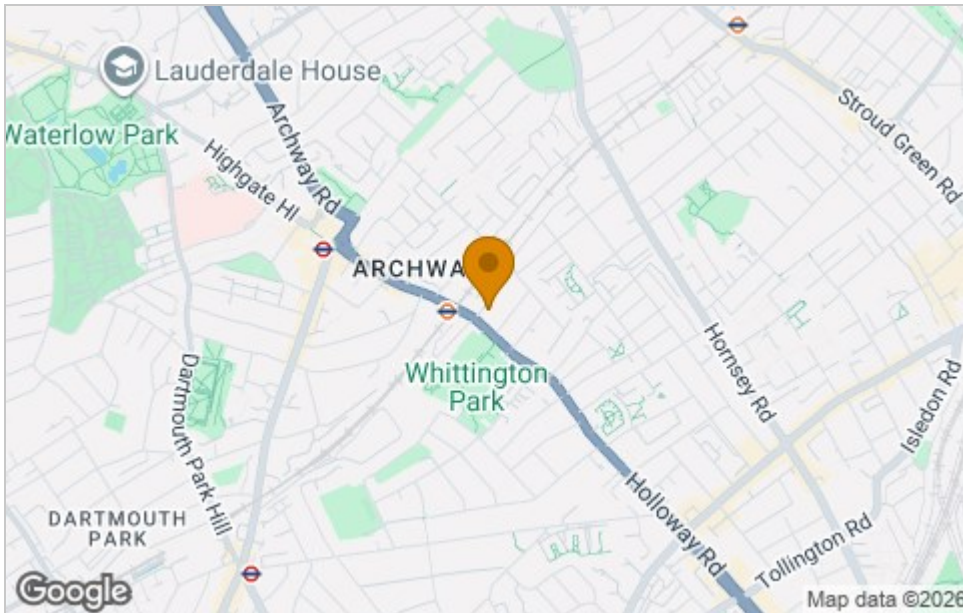 Lauderdale House
Waterlow Park
Archway Rd
Highgate Hl
Stroud Green Rd
ARCHWA
Hornsey Rd
Whittington
Park
Dartmouth Park Hill
Isledon Rd
Holloway Rd
DARTMOUTH
PARK
Tollington Rd
Google
Map data ©2026